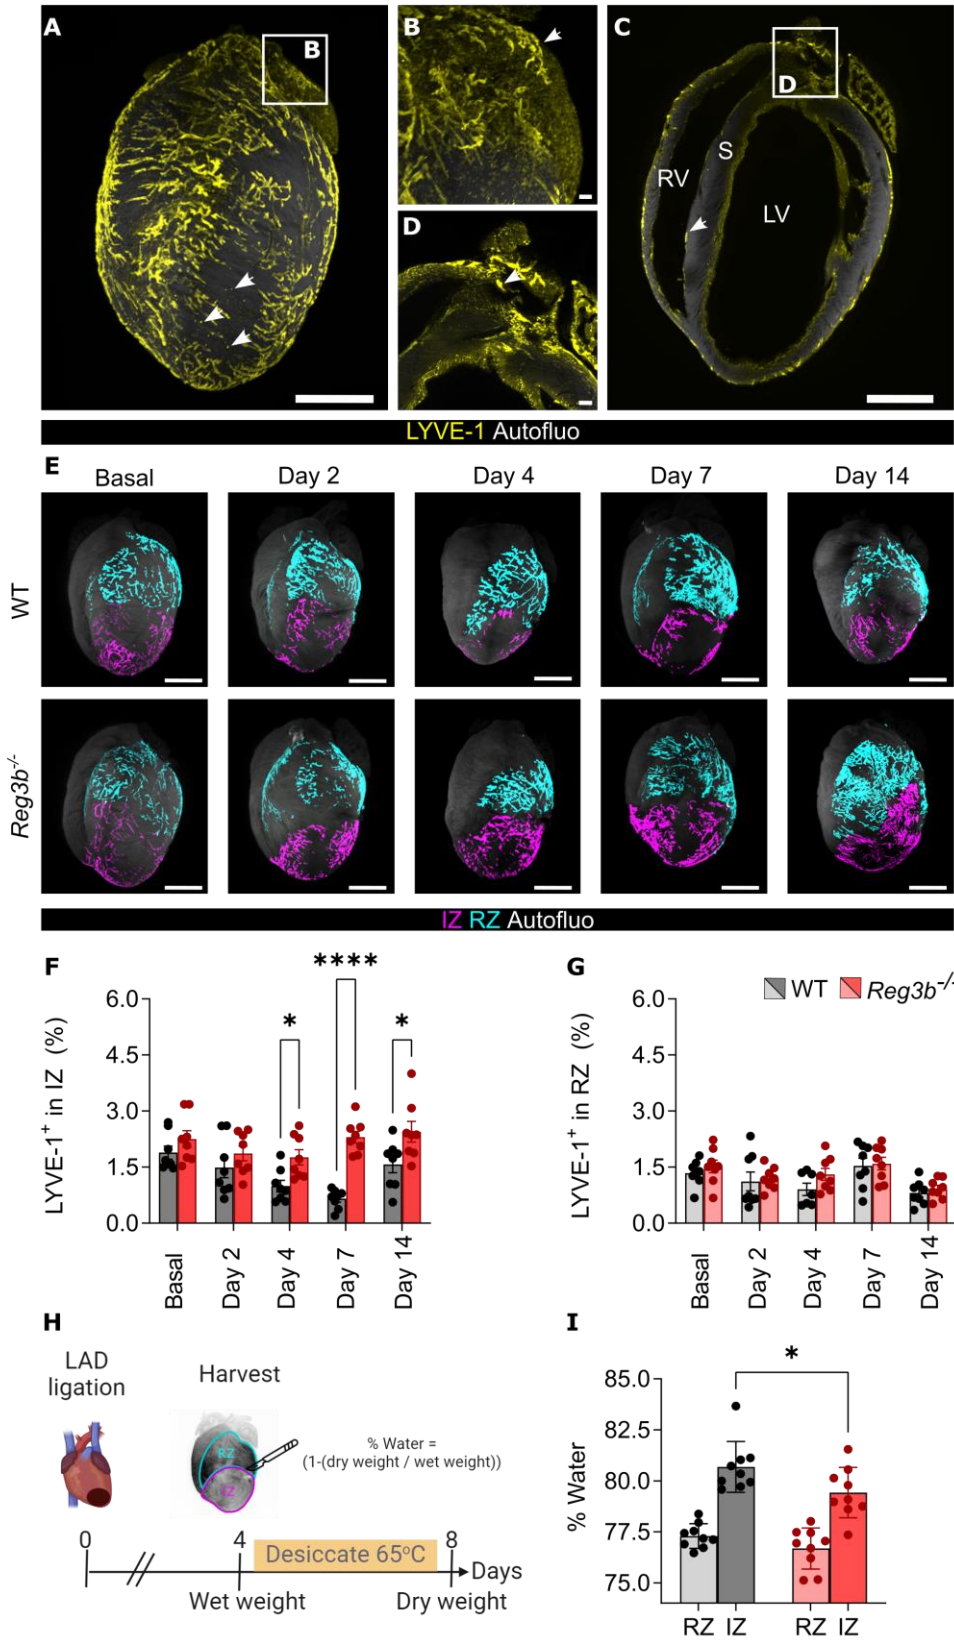 A
B
B
C
D
D
S
RV
LV
LYVE-1 Autofluo
E
Basal
Day 2
Day 4
Day 7
Day 14
WT
Reg3b-/-
IZ RZ Autofluo
F
****
*
*
LYVE-1+ in IZ (%)
6.0
4.5
3.0
1.5
0.0
Basal
Day 2
Day 4
Day 7
Day 14
G
WT
Reg3b-/-
LYVE-1+ in RZ (%)
6.0
4.5
3.0
1.5
0.0
Basal
Day 2
Day 4
Day 7
Day 14
H
LAD
ligation
Harvest
RZ
IZ
% Water =
(1-(dry weight / wet weight))
0
4
8
Desiccate 65ºC
Days
Wet weight
Dry weight
I
*
% Water
85.0
82.5
80.0
77.5
75.0
RZ IZ
RZ IZ